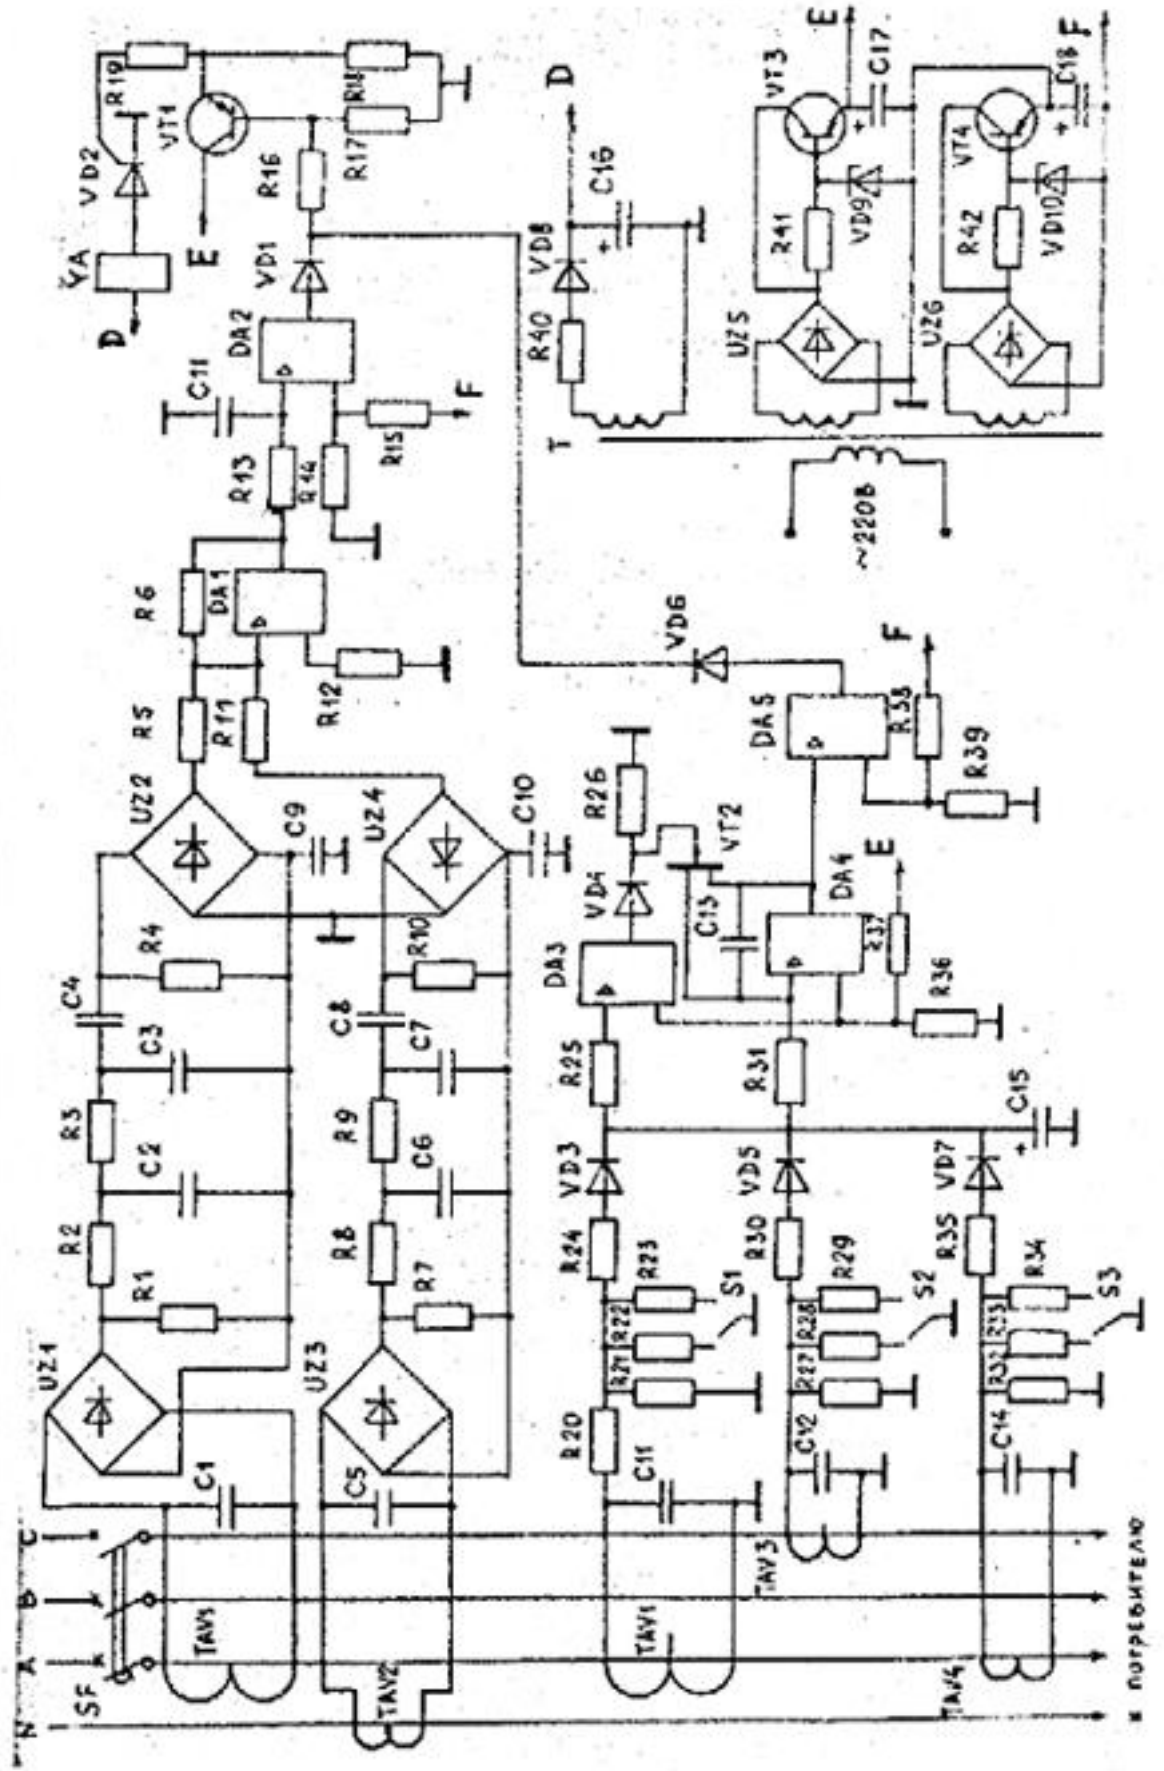 N
A
B
C
SF
TAV1
C1
UZ1
R1
R2
C2
R3
C3
C4
R4
UZ2
C9
R5
R6
R11
DA1
R12
R13
R14
C11
R15
F
DA2
VD1
R16
R17
R18
VT1
R19
VD2
YA
D
E
TAV2
C5
UZ3
R7
R8
C6
R9
C7
C8
R10
UZ4
C10
TAV1
C11
R20
R21
R22
R23
S1
R24
VD3
R25
DA3
VD4
R26
VT2
C13
DA4
R37
E
R36
TAV3
C12
R27
R28
R29
S2
R30
VD5
R31
TAV4
C14
R32
R33
R34
S3
R35
VD7
C15
+
DA5
R38
F
R39
VD6
~220В
T
R40
VD8
C16
+
D
UZ5
R41
VD9
VT3
C17
+
E
UZ6
R42
VD10
VT4
C18
+
F
к потребителю